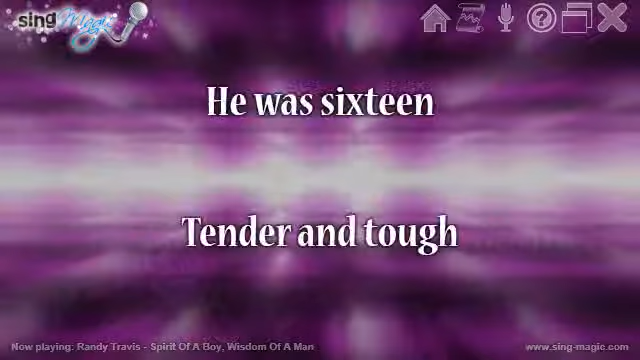 sing Magic
He was sixteen
Tender and tough
Now playing: Randy Travis - Spirit Of A Boy, Wisdom Of A Man
www.sing-magic.com